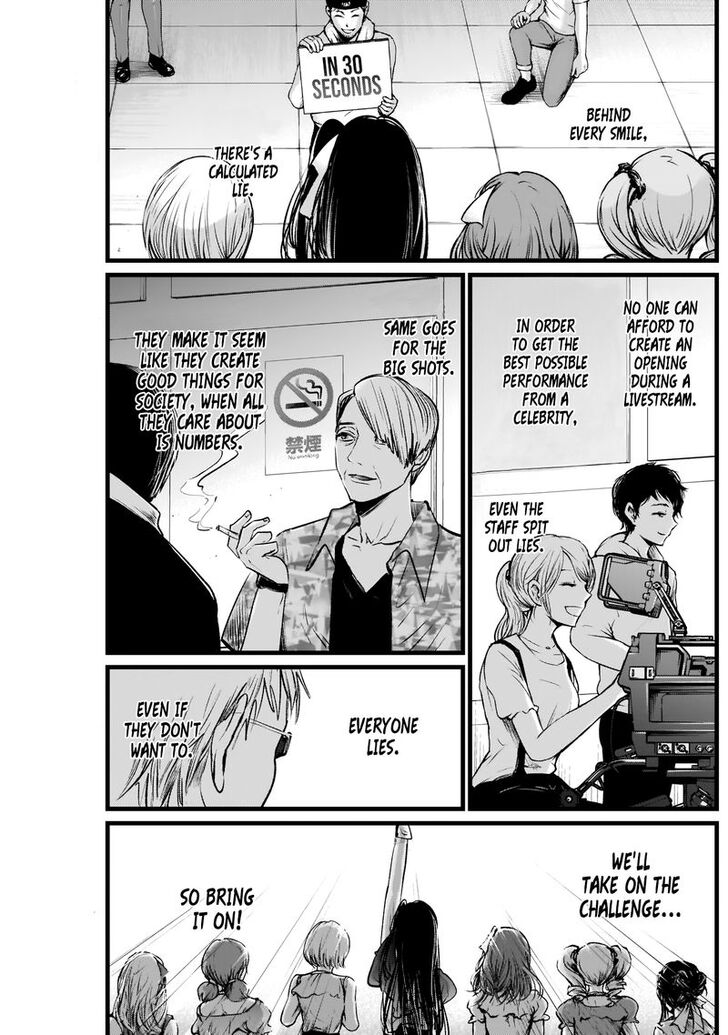 IN 30
SECONDS
BEHIND
EVERY SMILE,
THERE'S A
CALCULATED
LIE.
NO ONE CAN
AFFORD TO
CREATE AN
OPENING
DURING A
LIVESTREAM.
IN ORDER
TO GET THE
BEST POSSIBLE
PERFORMANCE
FROM A
CELEBRITY,
EVEN THE
STAFF SPIT
OUT LIES.
SAME GOES
FOR THE
BIG SHOTS.
THEY MAKE IT SEEM
LIKE THEY CREATE
GOOD THINGS FOR
SOCIETY, WHEN ALL
THEY CARE ABOUT
IS NUMBERS.
禁煙
No smoking
EVERYONE
LIES.
EVEN IF
THEY DON'T
WANT TO.
WE'LL
TAKE ON THE
CHALLENGE...
SO BRING
IT ON!